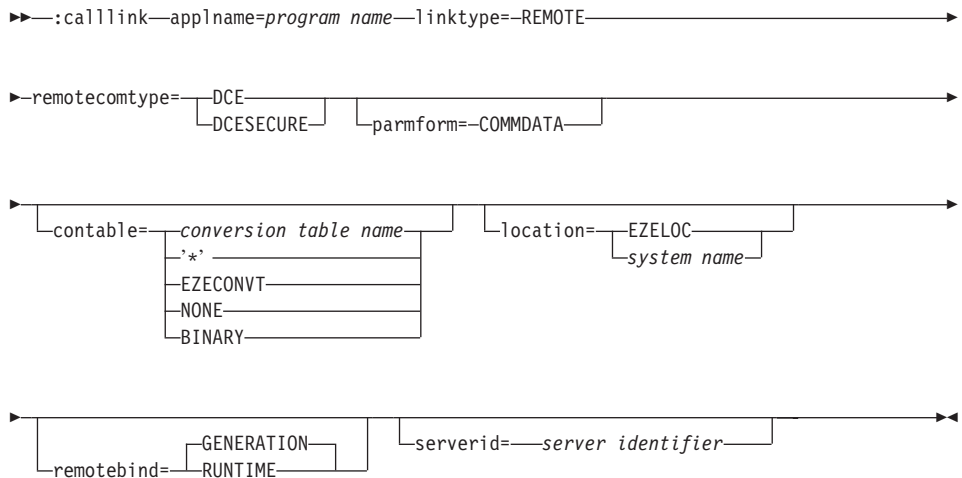 :calllink applname=program name linktype= REMOTE
remotecomtype= DCE
DCESECURE
parmform= COMMDATA
contable= conversion table name
'*'
EZECONVT
NONE
BINARY
location= EZELOC
system name
GENERATION
remotebind= RUNTIME
serverid= server identifier